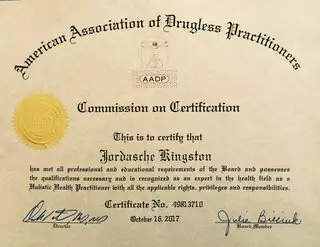 American Association of Drugless Practitioners
AADP
Commission on Certification
This is to certify that
Jordasche Kingston
has met all professional and educational requirements of the Board and possesses
the qualifications necessary and is recognized as an expert in the health field as a
Holistic Health Practitioner with all the applicable rights, privileges and responsibilities.
Certificate No. 49813710
October 16, 2017
Director
Board Member